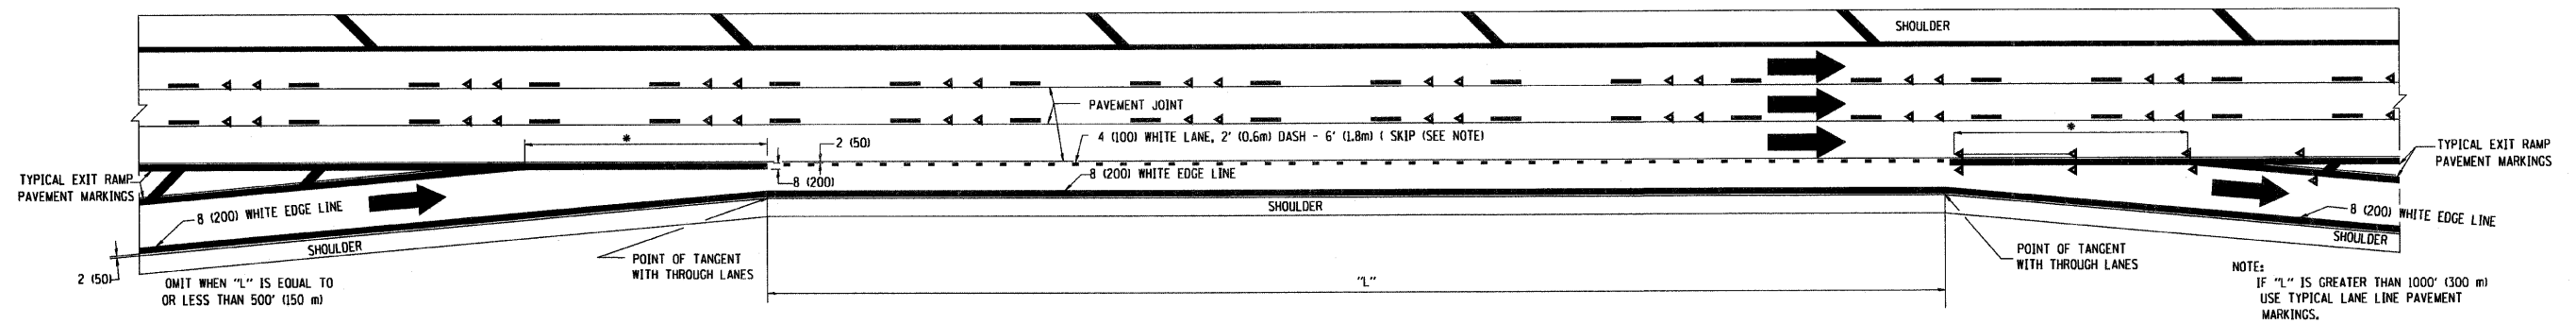 SHOULDER
PAVEMENT JOINT
4 (100) WHITE LANE, 2' (0.6m) DASH - 6' (1.8m) ( SKIP (SEE NOTE)
*
2 (50)
*
TYPICAL EXIT RAMP
PAVEMENT MARKINGS
TYPICAL EXIT RAMP
PAVEMENT MARKINGS
8 (200)
8 (200) WHITE EDGE LINE
8 (200) WHITE EDGE LINE
SHOULDER
8 (200) WHITE EDGE LINE
SHOULDER
SHOULDER
POINT OF TANGENT
WITH THROUGH LANES
POINT OF TANGENT
WITH THROUGH LANES
2 (50)
OMIT WHEN "L" IS EQUAL TO
OR LESS THAN 500' (150 m)
"L"
NOTE:
IF "L" IS GREATER THAN 1000' (300 m)
USE TYPICAL LANE LINE PAVEMENT
MARKINGS.